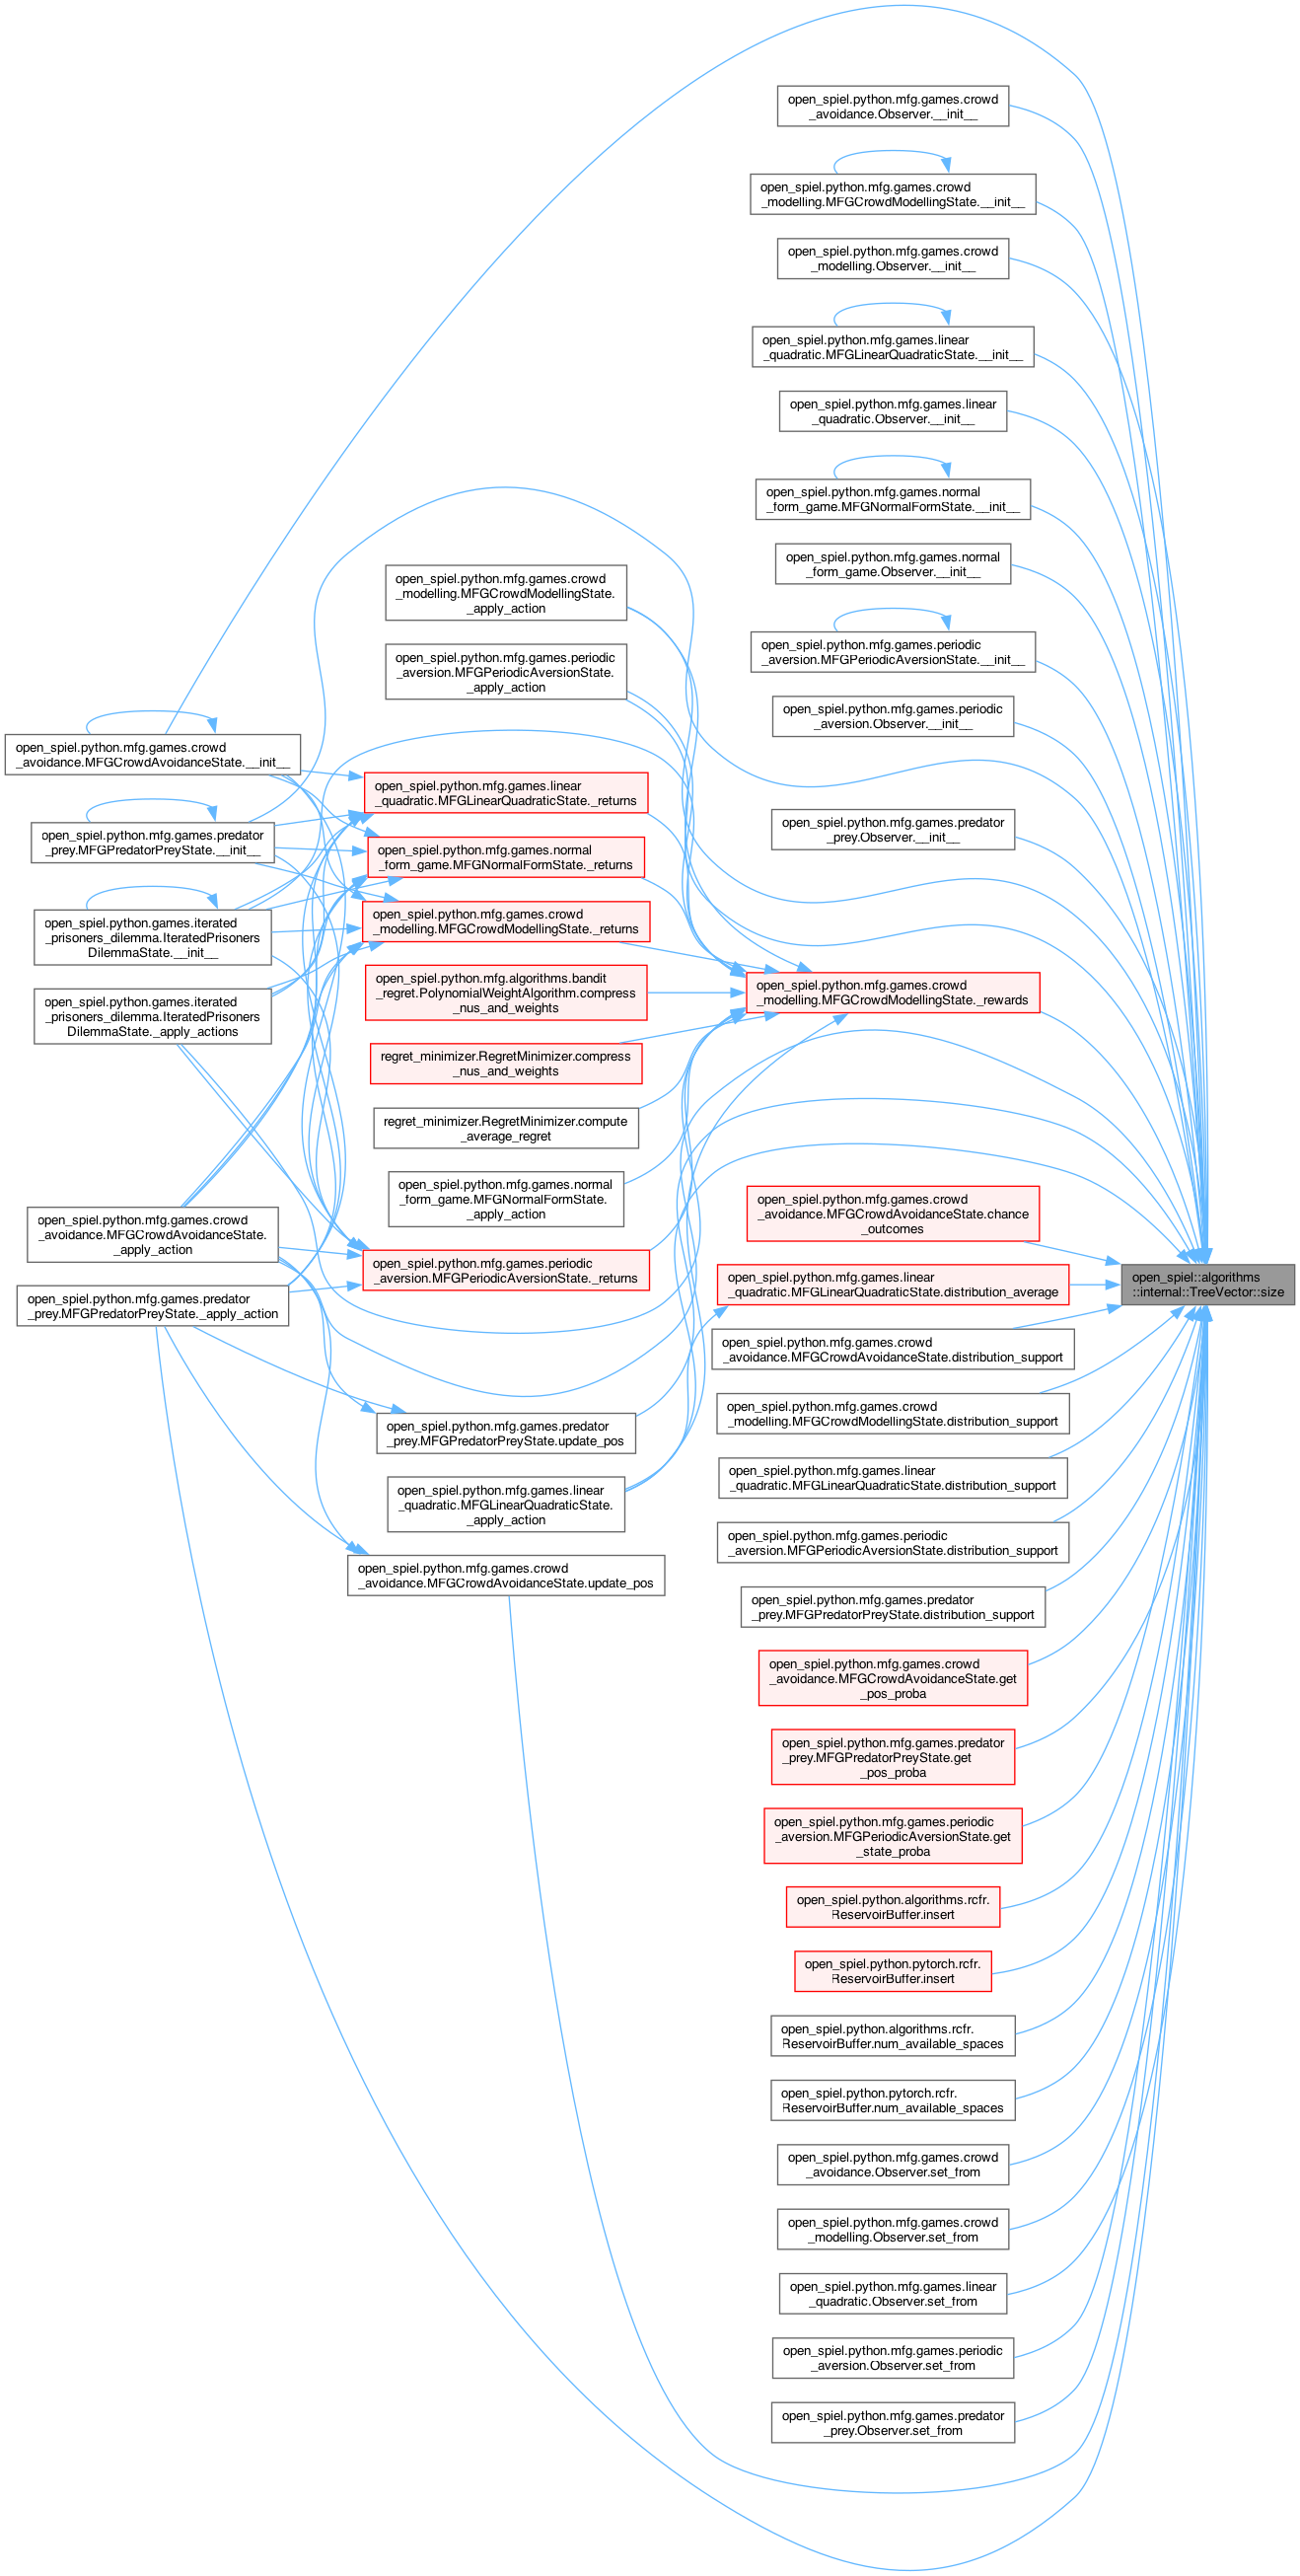 open_spiel.python.mfg.games.crowd
_avoidance.Observer.__init__
open_spiel.python.mfg.games.crowd
_modelling.MFGCrowdModellingState.__init__
open_spiel.python.mfg.games.crowd
_modelling.Observer.__init__
open_spiel.python.mfg.games.linear
_quadratic.MFGLinearQuadraticState.__init__
open_spiel.python.mfg.games.linear
_quadratic.Observer.__init__
open_spiel.python.mfg.games.normal
_form_game.MFGNormalFormState.__init__
open_spiel.python.mfg.games.normal
_form_game.Observer.__init__
open_spiel.python.mfg.games.periodic
_aversion.MFGPeriodicAversionState.__init__
open_spiel.python.mfg.games.periodic
_aversion.Observer.__init__
open_spiel.python.mfg.games.predator
_prey.Observer.__init__
open_spiel.python.mfg.games.crowd
_modelling.MFGCrowdModellingState._rewards
open_spiel.python.mfg.games.crowd
_avoidance.MFGCrowdAvoidanceState.chance
_outcomes
open_spiel.python.mfg.games.linear
_quadratic.MFGLinearQuadraticState.distribution_average
open_spiel.python.mfg.games.crowd
_avoidance.MFGCrowdAvoidanceState.distribution_support
open_spiel.python.mfg.games.crowd
_modelling.MFGCrowdModellingState.distribution_support
open_spiel.python.mfg.games.linear
_quadratic.MFGLinearQuadraticState.distribution_support
open_spiel.python.mfg.games.periodic
_aversion.MFGPeriodicAversionState.distribution_support
open_spiel.python.mfg.games.predator
_prey.MFGPredatorPreyState.distribution_support
open_spiel.python.mfg.games.crowd
_avoidance.MFGCrowdAvoidanceState.get
_pos_proba
open_spiel.python.mfg.games.predator
_prey.MFGPredatorPreyState.get
_pos_proba
open_spiel.python.mfg.games.periodic
_aversion.MFGPeriodicAversionState.get
_state_proba
open_spiel.python.algorithms.rcfr.
ReservoirBuffer.insert
open_spiel.python.pytorch.rcfr.
ReservoirBuffer.insert
open_spiel.python.algorithms.rcfr.
ReservoirBuffer.num_available_spaces
open_spiel.python.pytorch.rcfr.
ReservoirBuffer.num_available_spaces
open_spiel.python.mfg.games.crowd
_avoidance.Observer.set_from
open_spiel.python.mfg.games.crowd
_modelling.Observer.set_from
open_spiel.python.mfg.games.linear
_quadratic.Observer.set_from
open_spiel.python.mfg.games.periodic
_aversion.Observer.set_from
open_spiel.python.mfg.games.predator
_prey.Observer.set_from
open_spiel::algorithms
::internal::TreeVector::size
open_spiel.python.mfg.games.crowd
_modelling.MFGCrowdModellingState.
_apply_action
open_spiel.python.mfg.games.periodic
_aversion.MFGPeriodicAversionState.
_apply_action
open_spiel.python.mfg.games.linear
_quadratic.MFGLinearQuadraticState._returns
open_spiel.python.mfg.games.normal
_form_game.MFGNormalFormState._returns
open_spiel.python.mfg.games.crowd
_modelling.MFGCrowdModellingState._returns
open_spiel.python.mfg.algorithms.bandit
_regret.PolynomialWeightAlgorithm.compress
_nus_and_weights
regret_minimizer.RegretMinimizer.compress
_nus_and_weights
regret_minimizer.RegretMinimizer.compute
_average_regret
open_spiel.python.mfg.games.normal
_form_game.MFGNormalFormState.
_apply_action
open_spiel.python.mfg.games.periodic
_aversion.MFGPeriodicAversionState._returns
open_spiel.python.mfg.games.predator
_prey.MFGPredatorPreyState.update_pos
open_spiel.python.mfg.games.linear
_quadratic.MFGLinearQuadraticState.
_apply_action
open_spiel.python.mfg.games.crowd
_avoidance.MFGCrowdAvoidanceState.update_pos
open_spiel.python.mfg.games.crowd
_avoidance.MFGCrowdAvoidanceState.__init__
open_spiel.python.mfg.games.predator
_prey.MFGPredatorPreyState.__init__
open_spiel.python.games.iterated
_prisoners_dilemma.IteratedPrisoners
DilemmaState.__init__
open_spiel.python.games.iterated
_prisoners_dilemma.IteratedPrisoners
DilemmaState._apply_actions
open_spiel.python.mfg.games.crowd
_avoidance.MFGCrowdAvoidanceState.
_apply_action
open_spiel.python.mfg.games.predator
_prey.MFGPredatorPreyState._apply_action